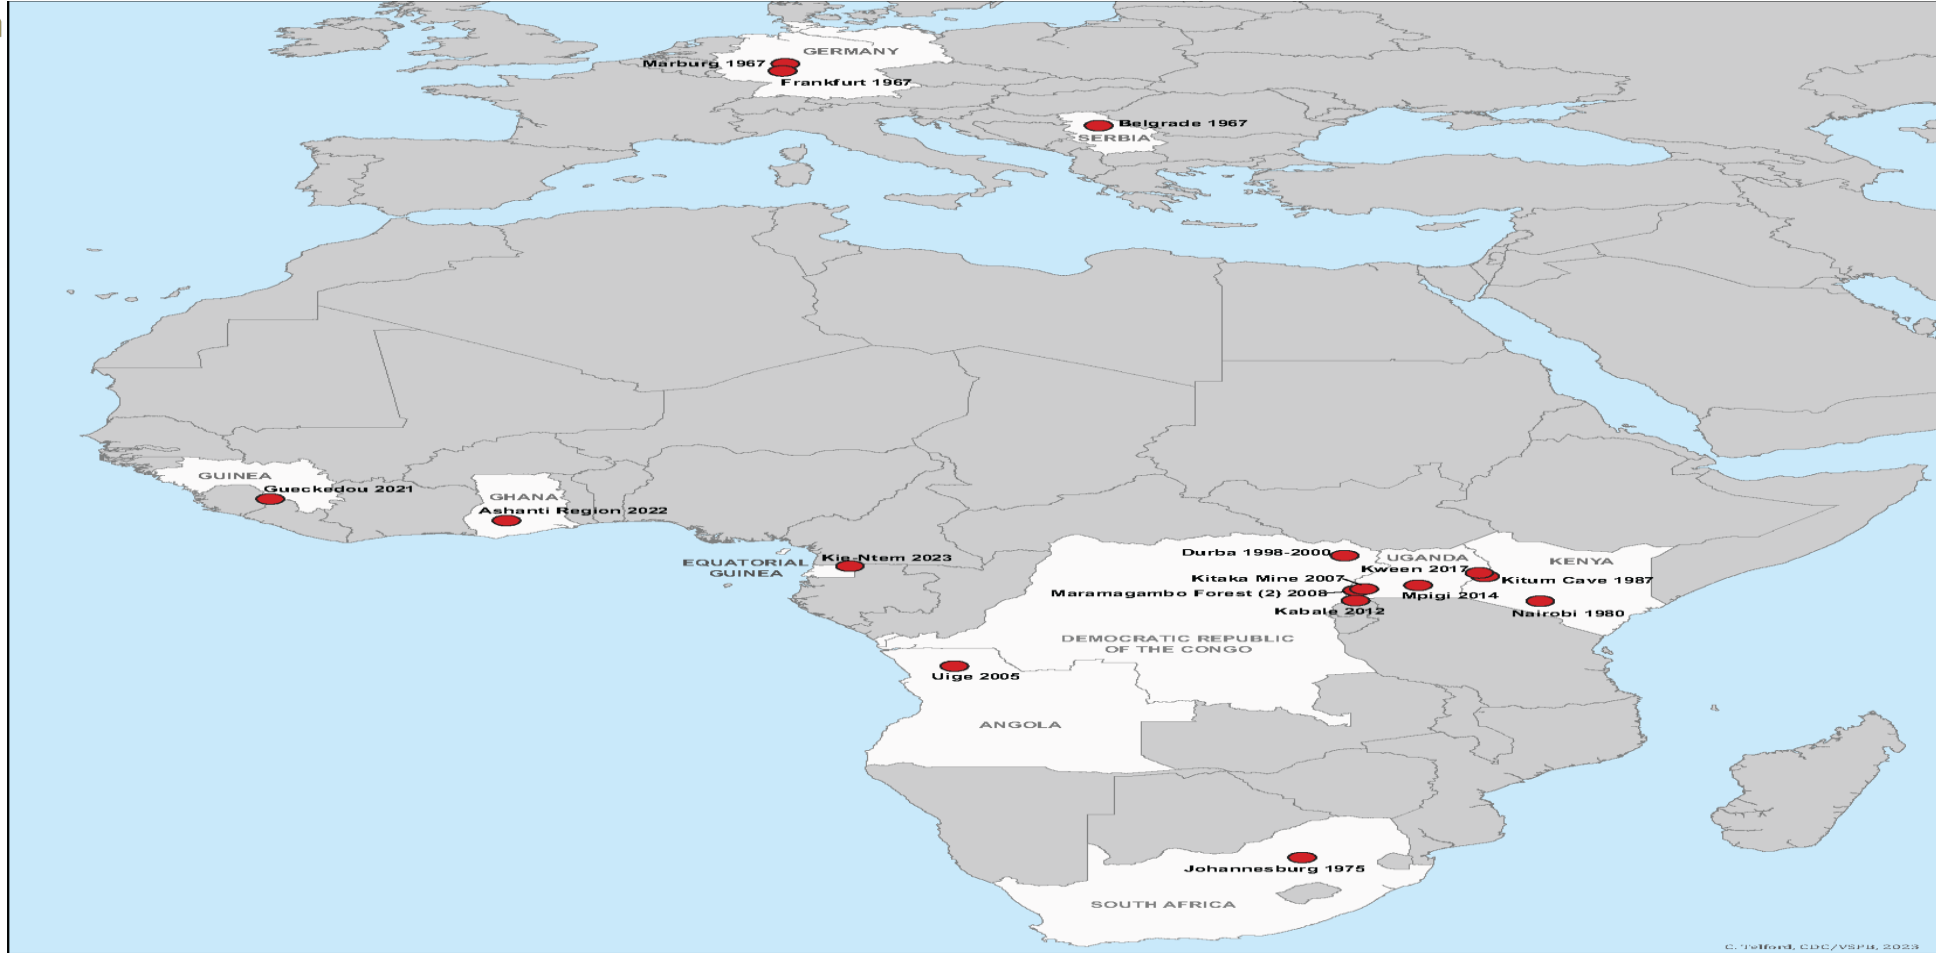 GERMANY
Marburg 1967
Frankfurt 1967
Belgrade 1967
SERBIA
GUINEA
Gueckedou 2021
GHANA
Ashanti Region 2022
EQUATORIAL
GUINEA
Kie-Ntem 2023
Durba 1998-2000
UGANDA
KENYA
Kween 2017
Kitaka Mine 2007
Kitum Cave 1987
Maramagambo Forest (2) 2008
Mpigi 2014
Kabale 2012
Nairobi 1980
DEMOCRATIC REPUBLIC
OF THE CONGO
Uige 2005
ANGOLA
Johannesburg 1975
SOUTH AFRICA
C. Telford, CDC/VSPB, 2023